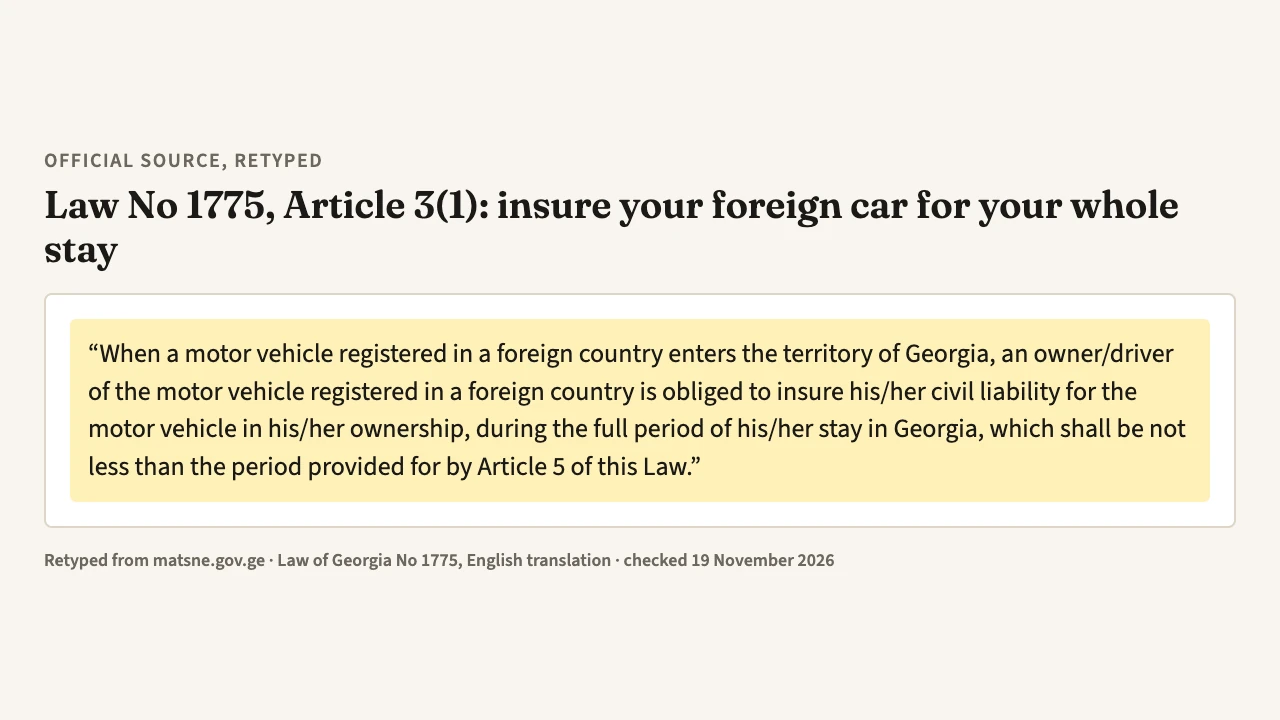 OFFICIAL SOURCE, RETYPED
Law No 1775, Article 3(1): insure your foreign car for your whole
stay
“When a motor vehicle registered in a foreign country enters the territory of Georgia, an owner/driver
of the motor vehicle registered in a foreign country is obliged to insure his/her civil liability for the
motor vehicle in his/her ownership, during the full period of his/her stay in Georgia, which shall be not
less than the period provided for by Article 5 of this Law.”
Retyped from matsne.gov.ge · Law of Georgia No 1775, English translation · checked 19 November 2026